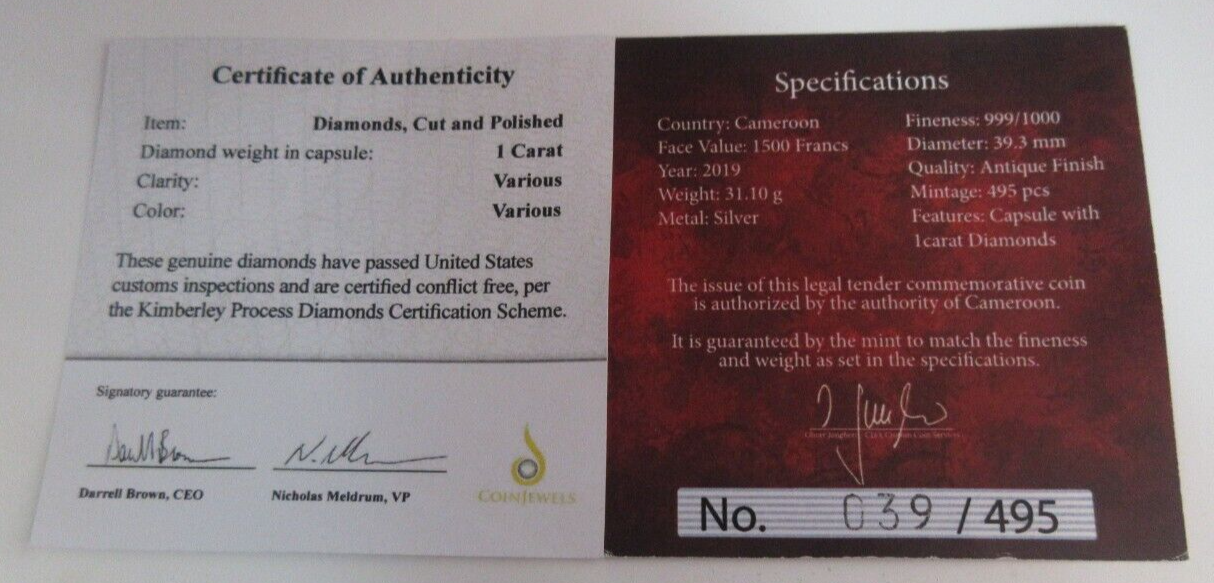 Certificate of Authenticity
Item: Diamonds, Cut and Polished
Diamond weight in capsule: 1 Carat
Clarity: Various
Color: Various
These genuine diamonds have passed United States
customs inspections and are certified conflict free, per
the Kimberley Process Diamonds Certification Scheme.
Signatory guarantee:
Darrell Brown, CEO
Nicholas Meldrum, VP
COINJEWELS
Specifications
Country: Cameroon
Face Value: 1500 Francs
Year: 2019
Weight: 31.10 g
Metal: Silver
Fineness: 999/1000
Diameter: 39.3 mm
Quality: Antique Finish
Mintage: 495 pcs
Features: Capsule with
1carat Diamonds
The issue of this legal tender commemorative coin
is authorized by the authority of Cameroon.
It is guaranteed by the mint to match the fineness
and weight as set in the specifications.
No. 039 / 495